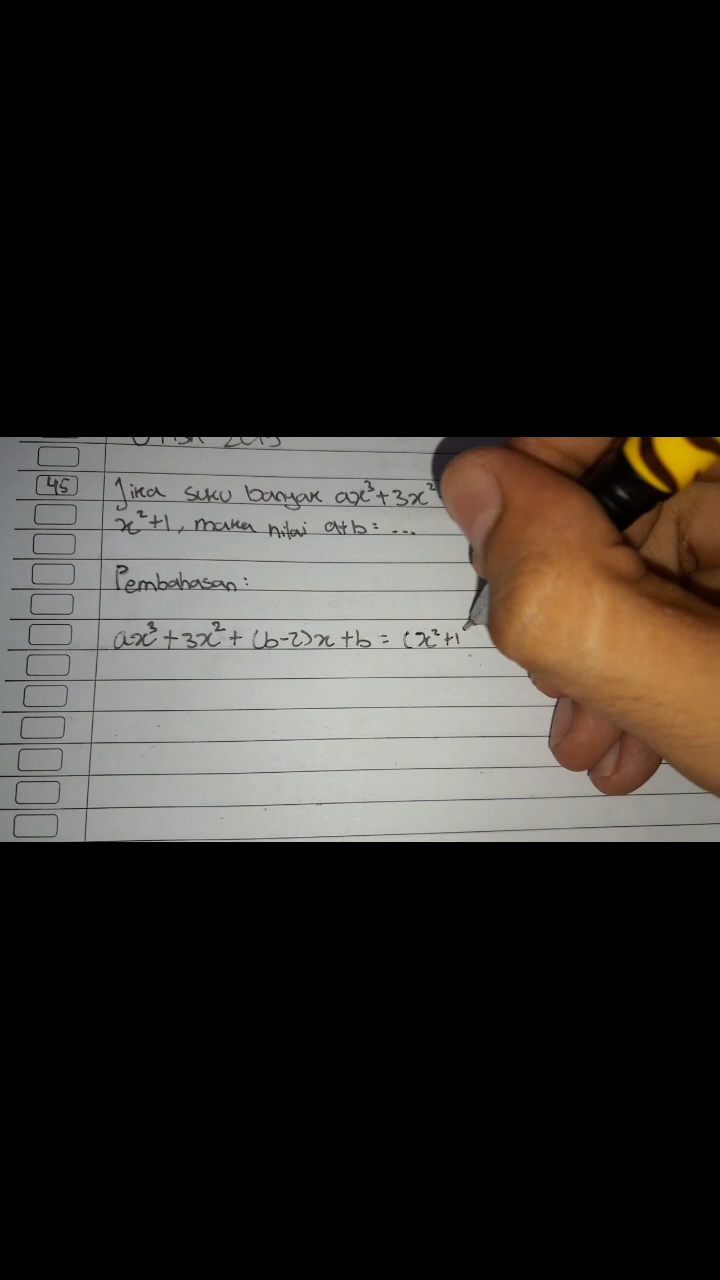 45
Jika suku banyak ax³+3x²
x²+1, maka nilai a+b= ...
Pembahasan:
ax³+3x²+(b-2)x+b=(x²+1